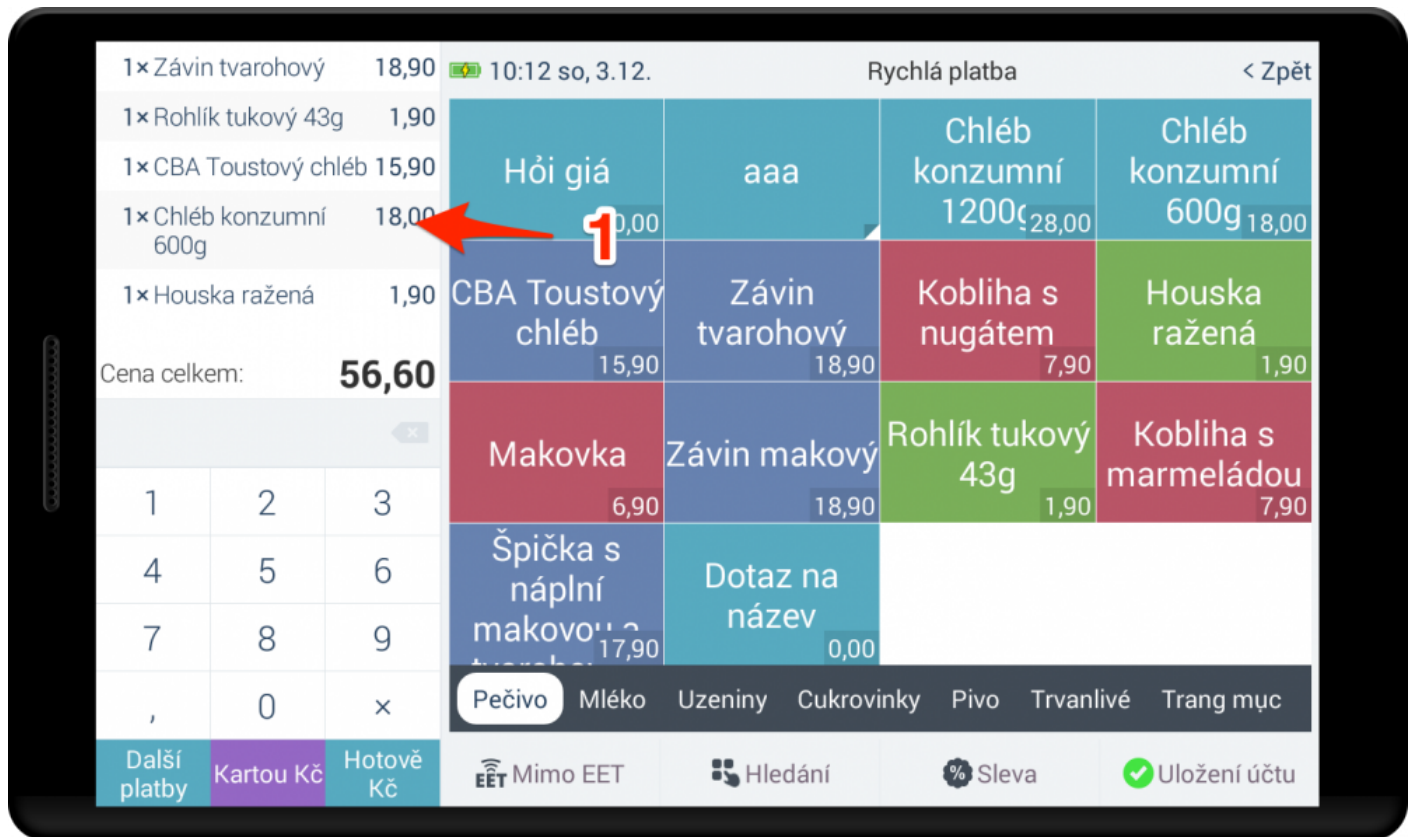 1× Závin tvarohový 18,90
1× Rohlík tukový 43g 1,90
1× CBA Toustový chléb 15,90
1× Chléb konzumní 18,00
600g
1× Houska ražená 1,90
Cena celkem: 56,60
1 2 3
4 5 6
7 8 9
, 0 ×
Další
platby
Kartou Kč
Hotově
Kč
10:12 so, 3.12.
Rychlá platba
< Zpět
Hỏi giá
0,00
1
aaa
Chléb
konzumní
1200g
28,00
Chléb
konzumní
600g
18,00
CBA Toustový
chléb
15,90
Závin
tvarohový
18,90
Kobliha s
nugátem
7,90
Houska
ražená
1,90
Makovka
6,90
Závin makový
18,90
Rohlík tukový
43g
1,90
Kobliha s
marmeládou
7,90
Špička s
náplní
makovou a
17,90
Dotaz na
název
0,00
Pečivo Mléko Uzeniny Cukrovinky Pivo Trvanlivé Trang mục
EET Mimo EET
Hledání
% Sleva
Uložení účtu